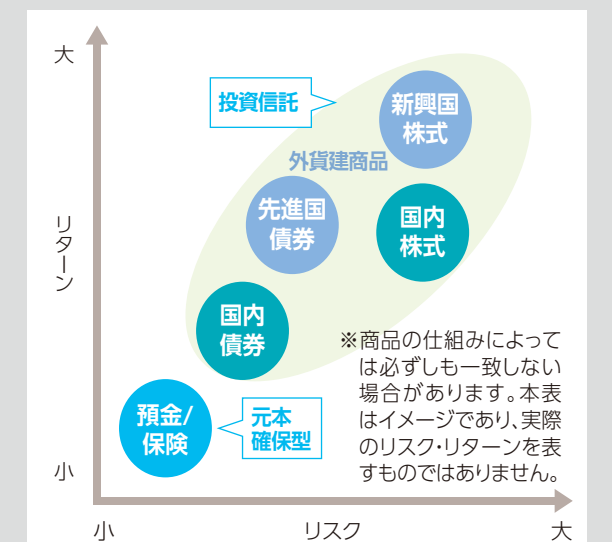 大
投資信託
新興国
株式
外貨建商品
先進国
債券
国内
株式
リターン
国内
債券
※商品の仕組みによって
は必ずしも一致しない
場合があります。本表
はイメージであり、実際
のリスク・リターンを表
すものではありません。
預金/
保険
元本
確保型
小
小
リスク
大